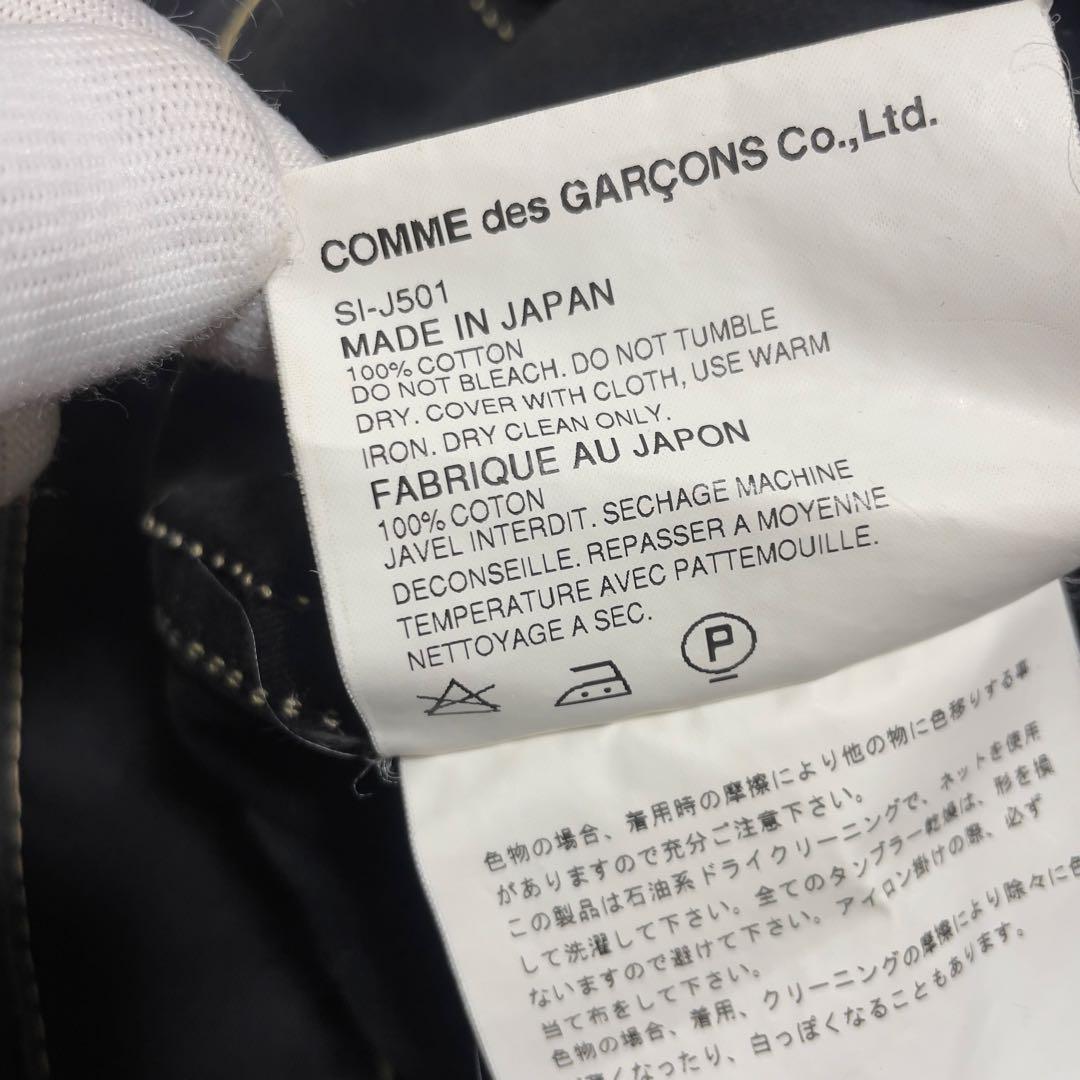 COMME des GARÇONS Co.,Ltd.
SI-J501
MADE IN JAPAN
100% COTTON
DO NOT BLEACH. DO NOT TUMBLE
DRY. COVER WITH CLOTH, USE WARM
IRON. DRY CLEAN ONLY.
FABRIQUE AU JAPON
100% COTON
JAVEL INTERDIT. SECHAGE MACHINE
DECONSEILLE. REPASSER A MOYENNE
TEMPERATURE AVEC PATTEMOUILLE.
NETTOYAGE A SEC.
P
色物の場合、着用時の摩擦により他の物に色移りする事
がありますので充分ご注意下さい。
この製品は石油系ドライクリーニングで、ネットを使用
して洗濯して下さい。全てのタンブラー乾燥は、形を損
ないますので避けて下さい。アイロン掛けの際、必ず
当て布をして下さい。
色物の場合、着用、クリーニングの摩擦により除々に色
くなったり、白っぽくなることもあります。